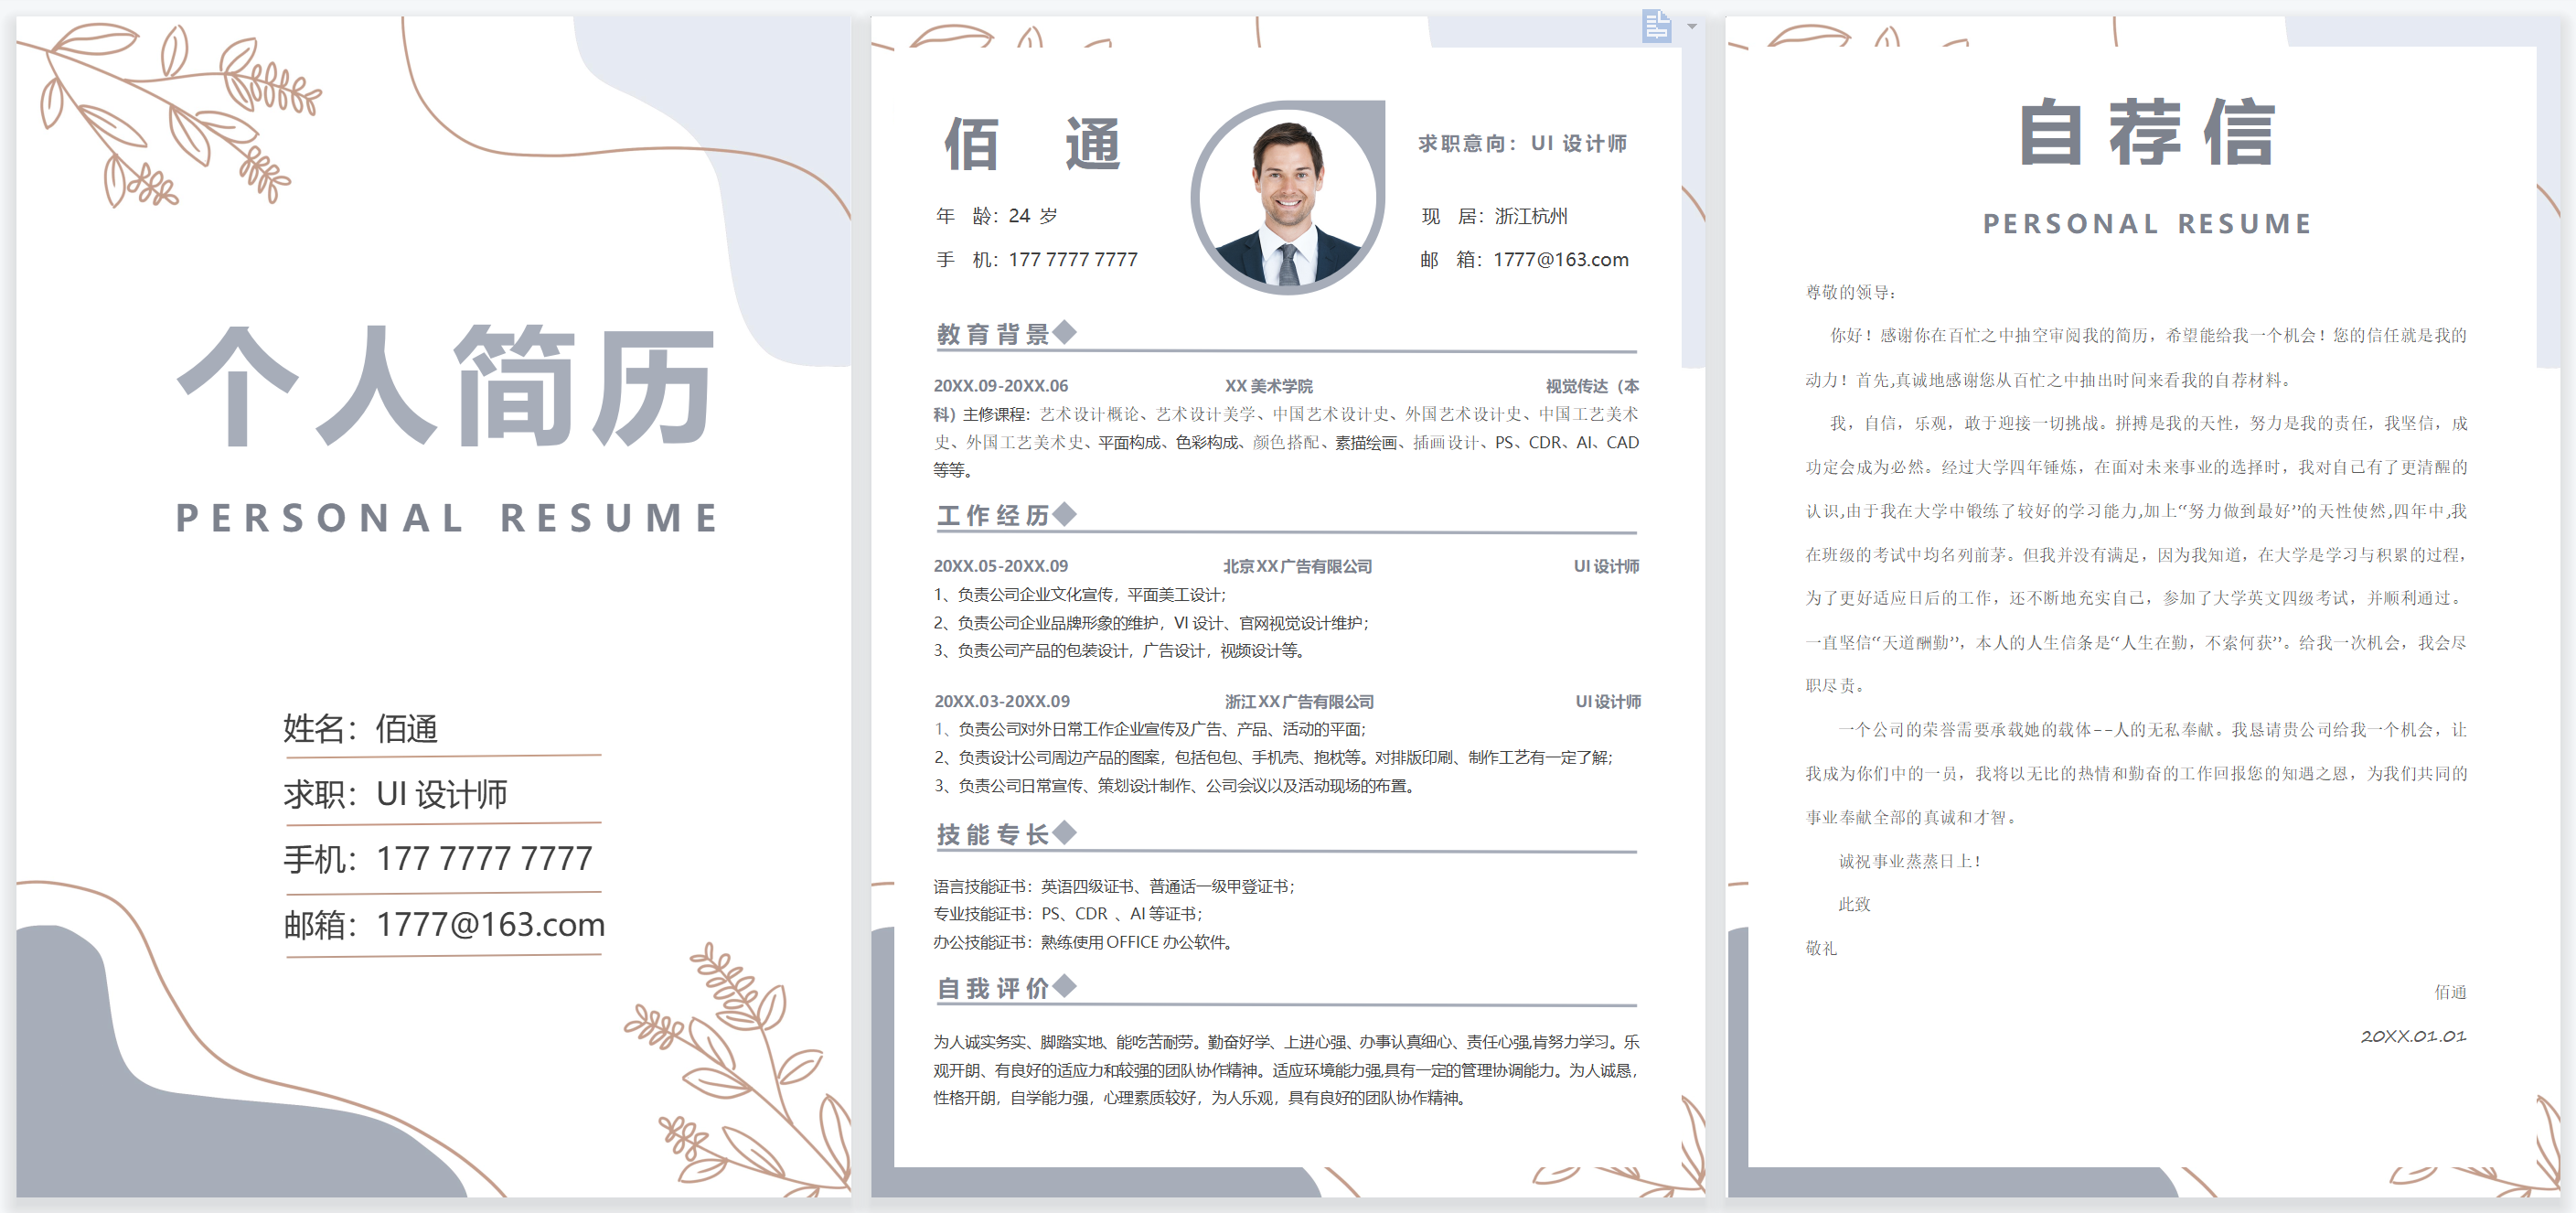 个人简历
PERSONAL RESUME
姓名：佰通
求职：UI 设计师
手机：177 7777 7777
邮箱：1777@163.com
佰 通
求职意向：UI 设计师
年 龄：24 岁
现 居：浙江杭州
手 机：177 7777 7777
邮 箱：1777@163.com
教育背景
20XX.09-20XX.06 XX 美术学院 视觉传达（本
科）主修课程：艺术设计概论、艺术设计美学、中国艺术设计史、外国艺术设计史、中国工艺美术
史、外国工艺美术史、平面构成、色彩构成、颜色搭配、素描绘画、插画设计、PS、CDR、AI、CAD
等等。
工作经历
20XX.05-20XX.09 北京XX广告有限公司 UI 设计师
1、负责公司企业文化宣传，平面美工设计；
2、负责公司企业品牌形象的维护，VI 设计、官网视觉设计维护；
3、负责公司产品的包装设计，广告设计，视频设计等。
20XX.03-20XX.09 浙江XX广告有限公司 UI设计师
1、负责公司对外日常工作企业宣传及广告、产品、活动的平面；
2、负责设计公司周边产品的图案，包括包包、手机壳、抱枕等。对排版印刷、制作工艺有一定了解；
3、负责公司日常宣传、策划设计制作、公司会议以及活动现场的布置。
技能专长
语言技能证书：英语四级证书、普通话一级甲登证书；
专业技能证书：PS、CDR 、AI 等证书；
办公技能证书：熟练使用 OFFICE 办公软件。
自我评价
为人诚实务实、脚踏实地、能吃苦耐劳。勤奋好学、上进心强、办事认真细心、责任心强,肯努力学习。乐
观开朗、有良好的适应力和较强的团队协作精神。适应环境能力强,具有一定的管理协调能力。为人诚恳，
性格开朗，自学能力强，心理素质较好，为人乐观，具有良好的团队协作精神。
自荐信
PERSONAL RESUME
尊敬的领导：
你好！感谢你在百忙之中抽空审阅我的简历，希望能给我一个机会！您的信任就是我的
动力！首先,真诚地感谢您从百忙之中抽出时间来看我的自荐材料。
我，自信，乐观，敢于迎接一切挑战。拼搏是我的天性，努力是我的责任，我坚信，成
功定会成为必然。经过大学四年锤炼，在面对未来事业的选择时，我对自己有了更清醒的
认识,由于我在大学中锻练了较好的学习能力,加上“努力做到最好”的天性使然,四年中,我
在班级的考试中均名列前茅。但我并没有满足，因为我知道，在大学是学习与积累的过程，
为了更好适应日后的工作，还不断地充实自己，参加了大学英文四级考试，并顺利通过。
一直坚信“天道酬勤”，本人的人生信条是“人生在勤，不索何获”。给我一次机会，我会尽
职尽责。
一个公司的荣誉需要承载她的载体--人的无私奉献。我恳请贵公司给我一个机会，让
我成为你们中的一员，我将以无比的热情和勤奋的工作回报您的知遇之恩，为我们共同的
事业奉献全部的真诚和才智。
诚祝事业蒸蒸日上！
此致
敬礼
佰通
20XX.01.01